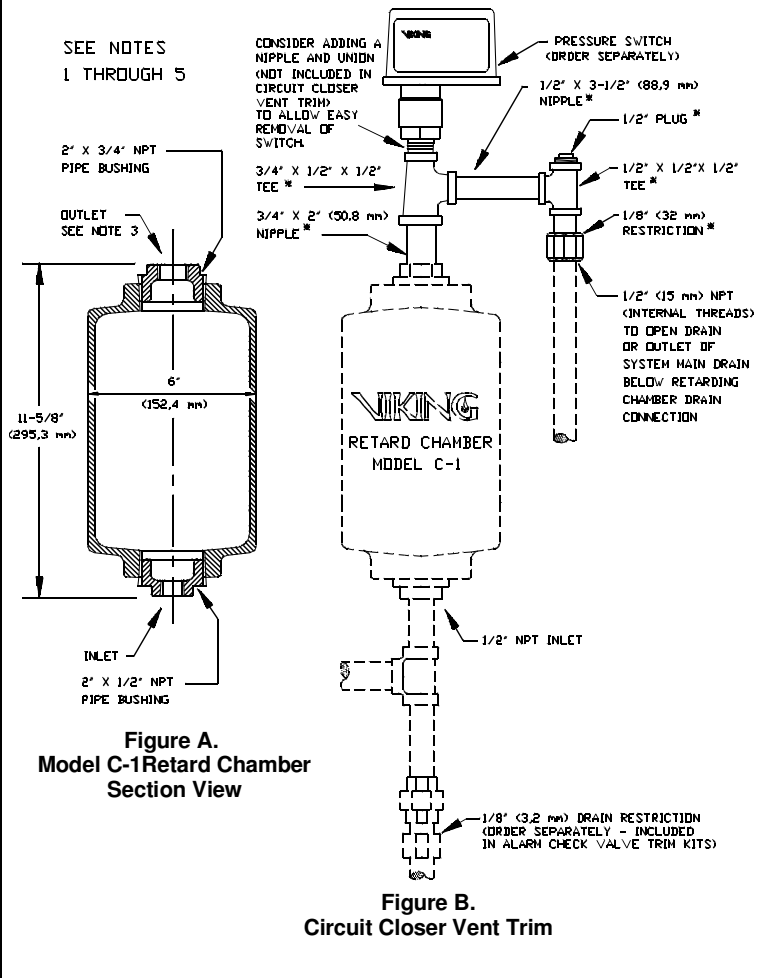 SEE NOTES
1 THROUGH 5
2" X 3/4" NPT
PIPE BUSHING
OUTLET
SEE NOTE 3
11-5/8"
(295,3 mm)
6"
(152,4 mm)
INLET
2" X 1/2" NPT
PIPE BUSHING
Figure A.
Model C-1Retard Chamber
Section View
CONSIDER ADDING A
NIPPLE AND UNION
(NOT INCLUDED IN
CIRCUIT CLOSER
VENT TRIM)
TO ALLOW EASY
REMOVAL OF
SWITCH.
VIKING
PRESSURE SWITCH
(ORDER SEPARATELY)
1/2" X 3-1/2" (88,9 mm)
NIPPLE*
1/2" PLUG*
3/4" X 1/2" X 1/2"
TEE *
1/2" X 1/2"X 1/2"
TEE *
3/4" X 2" (50,8 mm)
NIPPLE*
1/8" (32 mm)
RESTRICTION*
1/2" (15 mm) NPT
(INTERNAL THREADS)
TO OPEN DRAIN
OR OUTLET OF
SYSTEM MAIN DRAIN
BELOW RETARDING
CHAMBER DRAIN
CONNECTION
VIKING
RETARD CHAMBER
MODEL C-1
1/2" NPT INLET
1/8" (3,2 mm) DRAIN RESTRICTION
(ORDER SEPARATELY - INCLUDED
IN ALARM CHECK VALVE TRIM KITS)
Figure B.
Circuit Closer Vent Trim